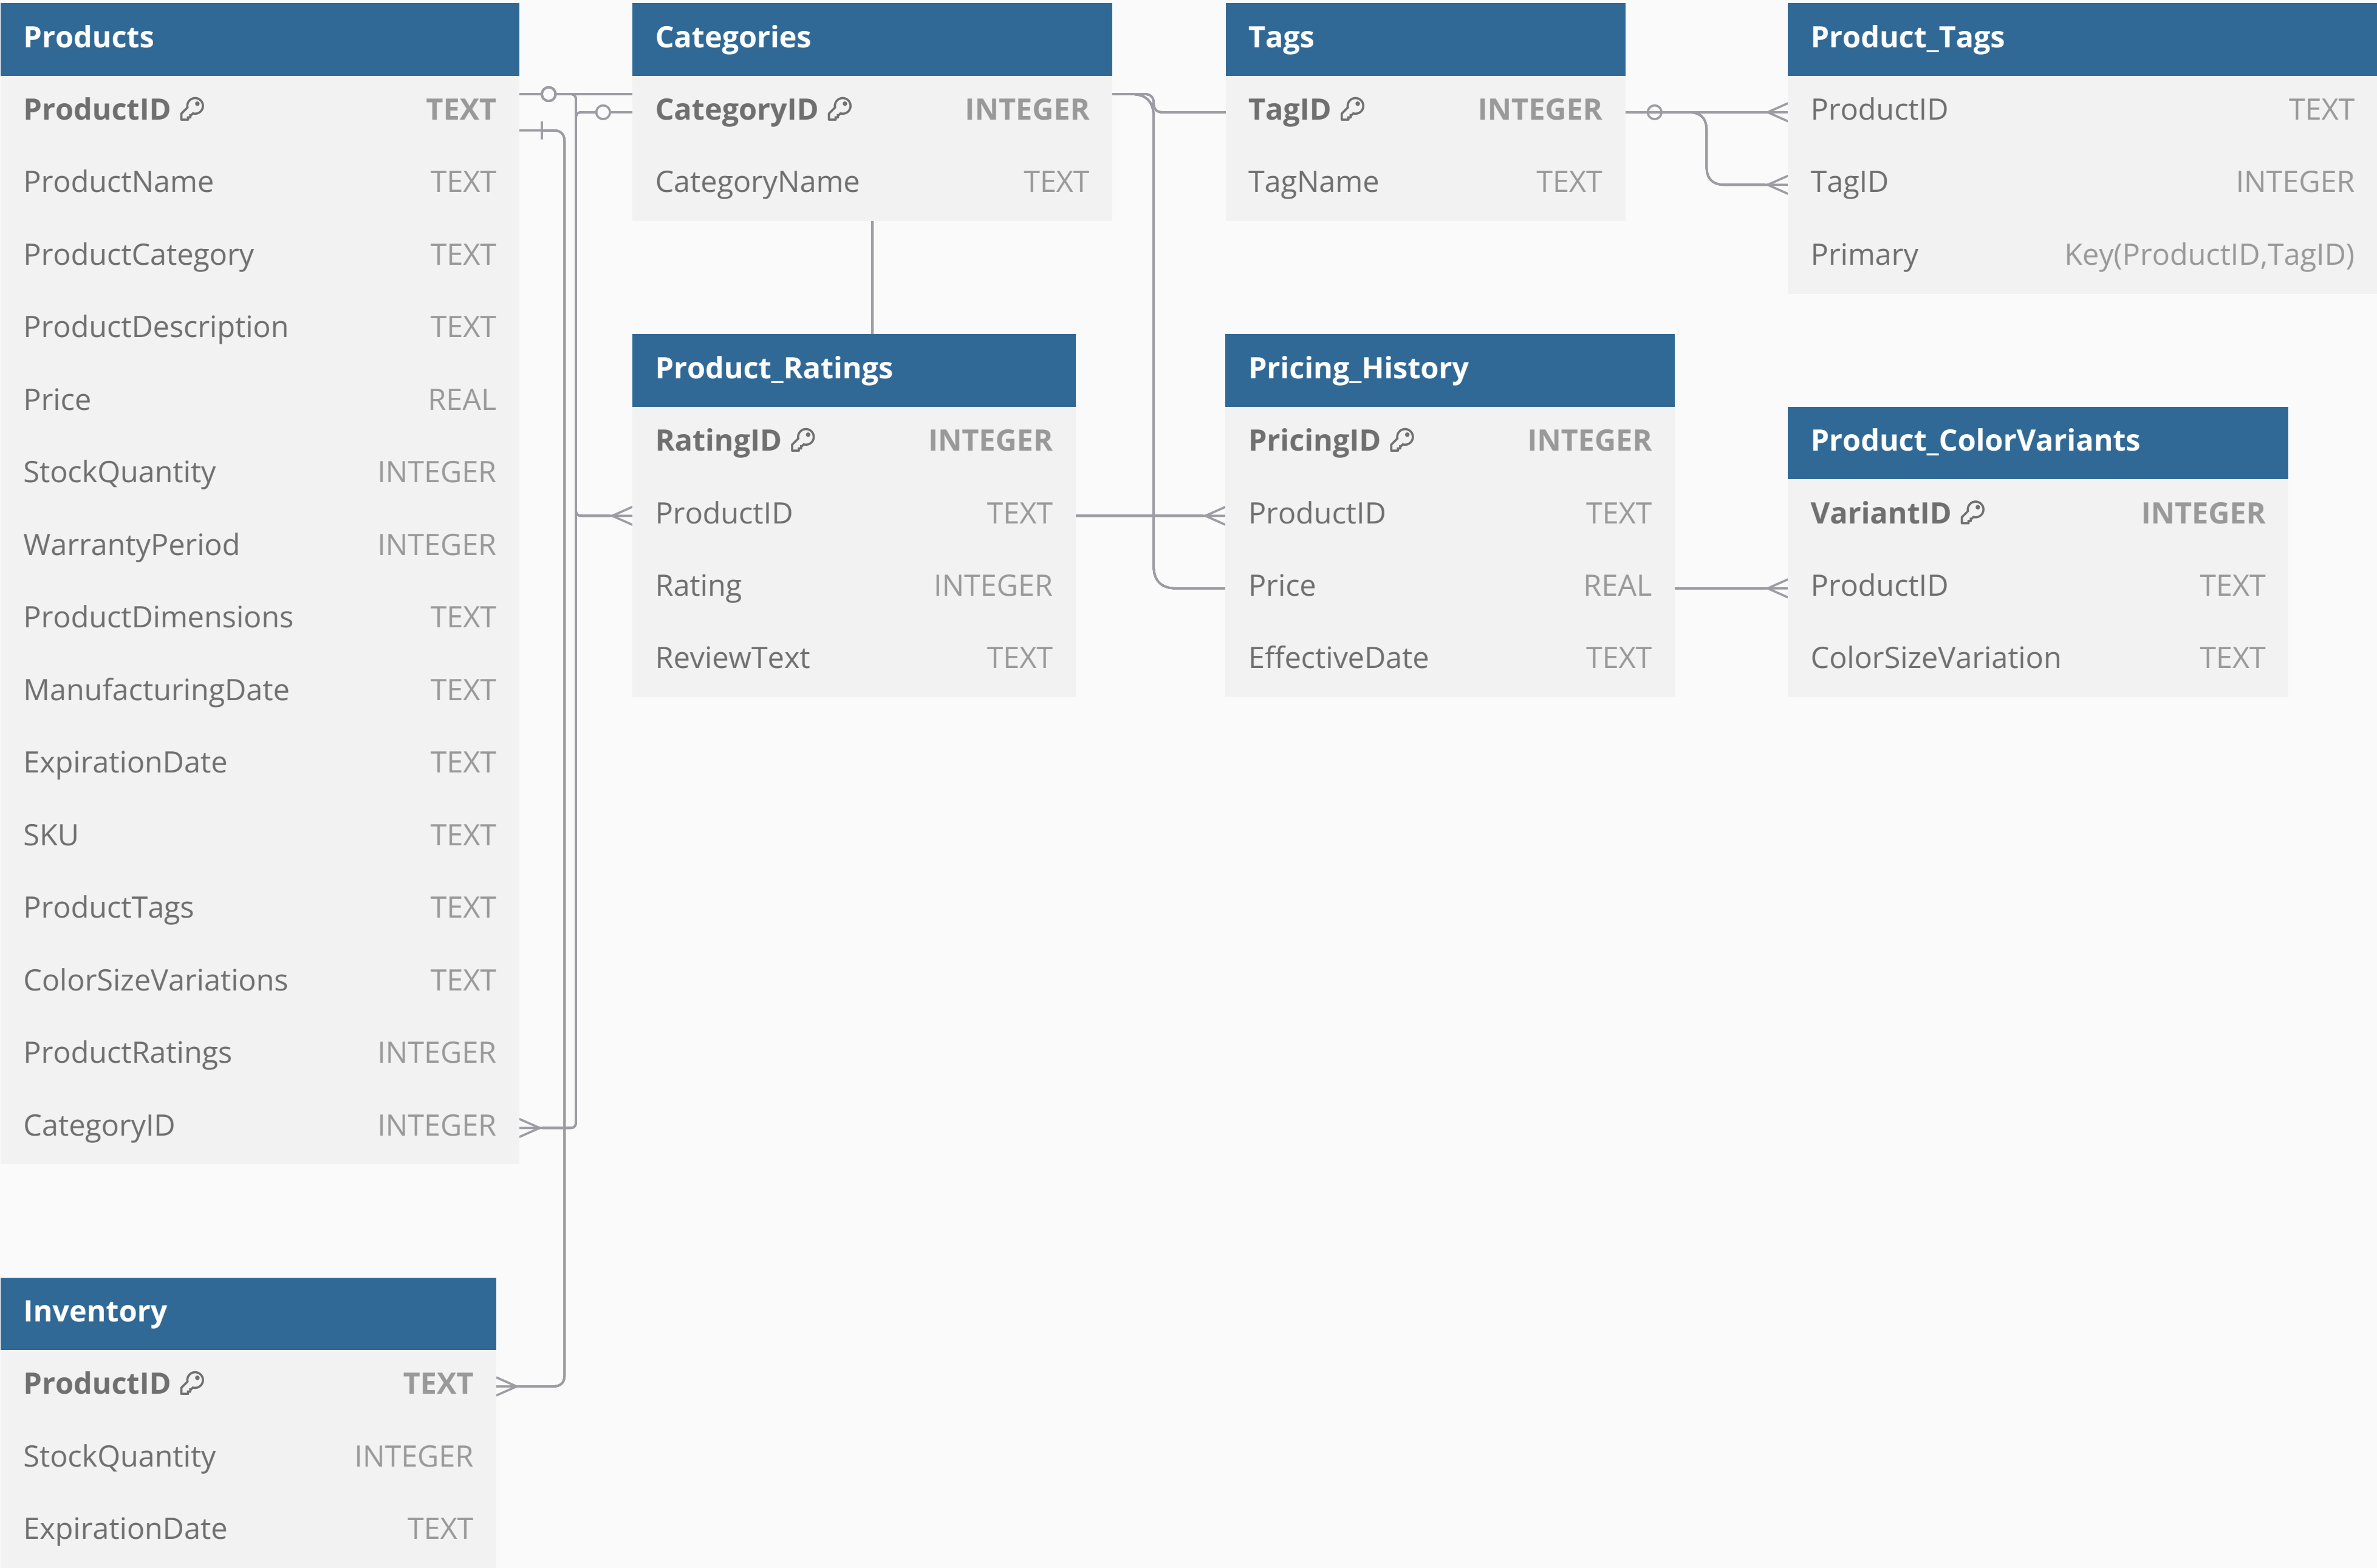 Products
ProductID TEXT
ProductName TEXT
ProductCategory TEXT
ProductDescription TEXT
Price REAL
StockQuantity INTEGER
WarrantyPeriod INTEGER
ProductDimensions TEXT
ManufacturingDate TEXT
ExpirationDate TEXT
SKU TEXT
ProductTags TEXT
ColorSizeVariations TEXT
ProductRatings INTEGER
CategoryID INTEGER
Categories
CategoryID INTEGER
CategoryName TEXT
Tags
TagID INTEGER
TagName TEXT
Product_Tags
ProductID TEXT
TagID INTEGER
Primary Key(ProductID,TagID)
Product_Ratings
RatingID INTEGER
ProductID TEXT
Rating INTEGER
ReviewText TEXT
Pricing_History
PricingID INTEGER
ProductID TEXT
Price REAL
EffectiveDate TEXT
Product_ColorVariants
VariantID INTEGER
ProductID TEXT
ColorSizeVariation TEXT
Inventory
ProductID TEXT
StockQuantity INTEGER
ExpirationDate TEXT